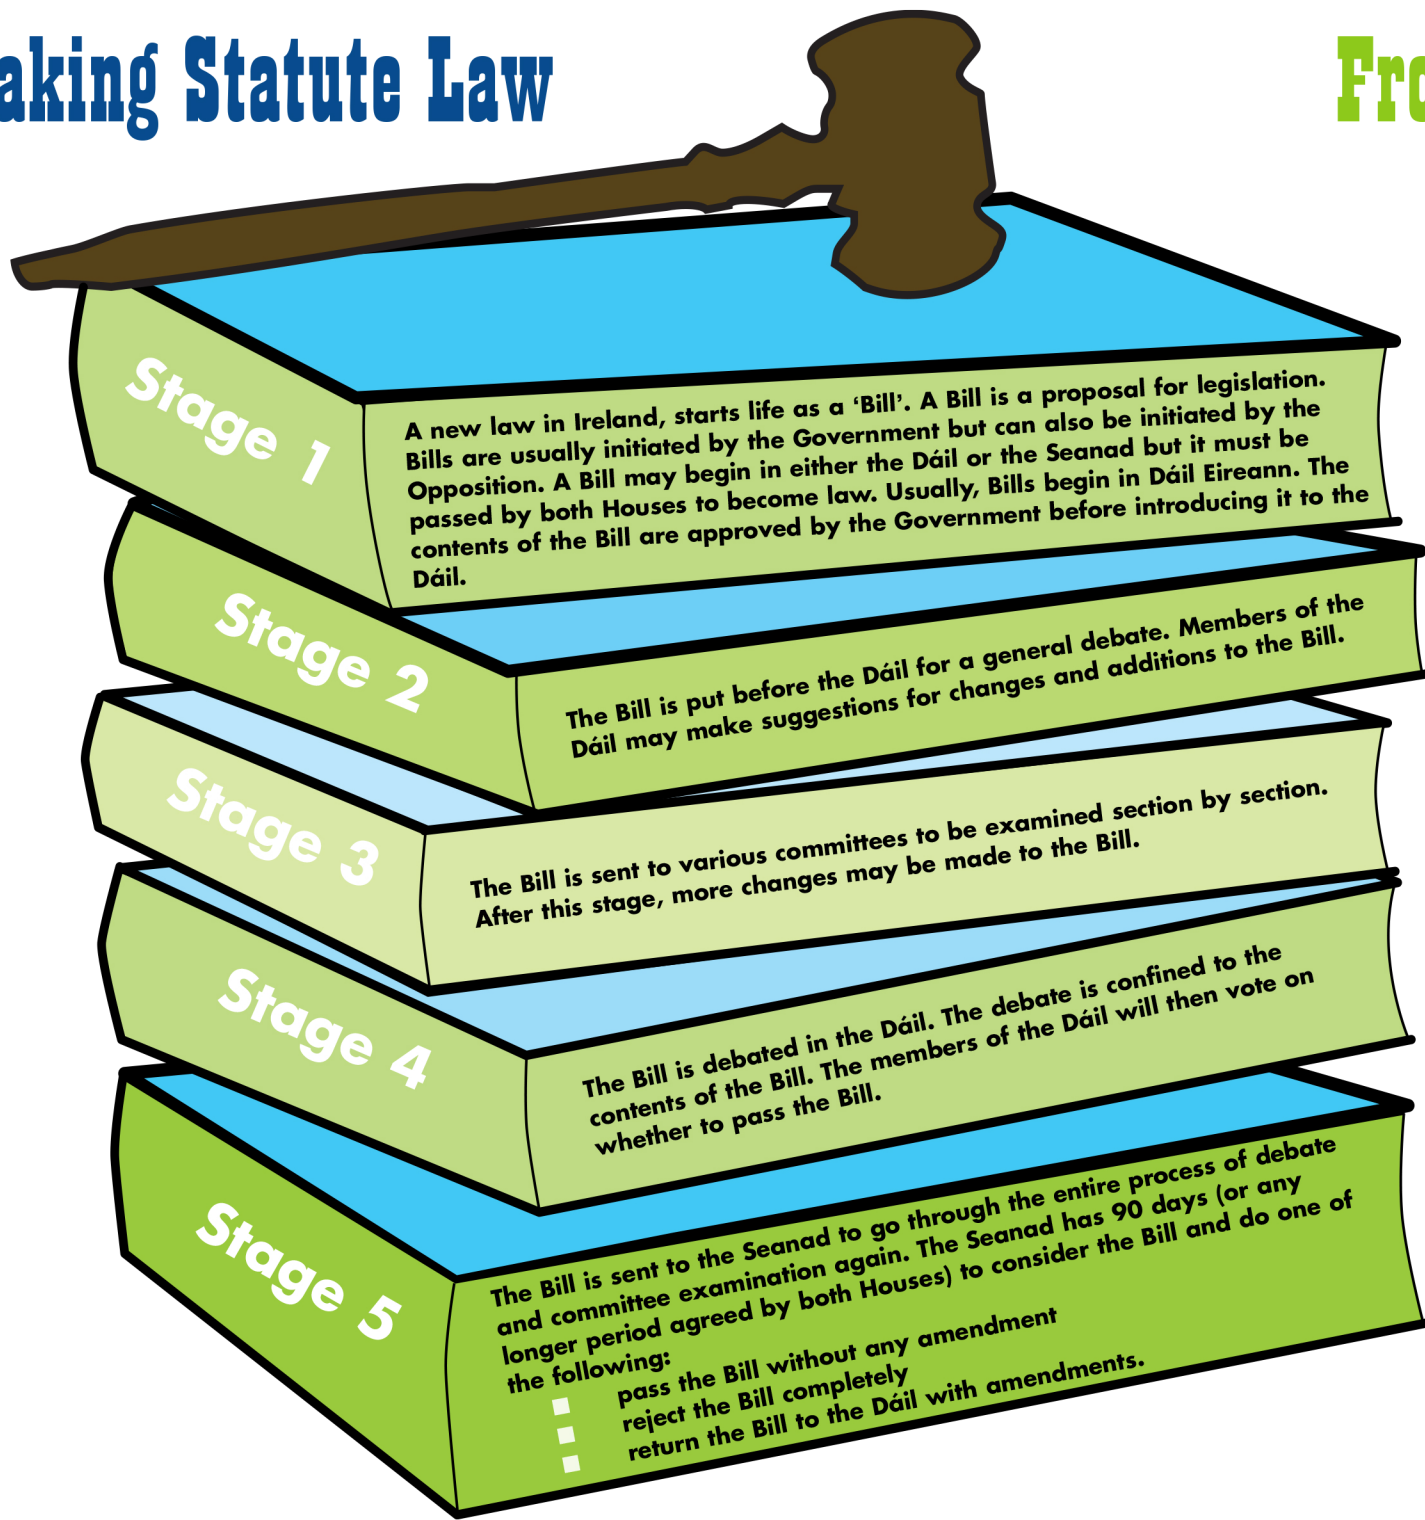 aking Statute Law
Fro
Stage 1
A new law in Ireland, starts life as a ‘Bill’. A Bill is a proposal for legislation.
Bills are usually initiated by the Government but can also be initiated by the
Opposition. A Bill may begin in either the Dáil or the Seanad but it must be
passed by both Houses to become law. Usually, Bills begin in Dáil Eireann. The
contents of the Bill are approved by the Government before introducing it to the
Dáil.
Stage 2
The Bill is put before the Dáil for a general debate. Members of the
Dáil may make suggestions for changes and additions to the Bill.
Stage 3
The Bill is sent to various committees to be examined section by section.
After this stage, more changes may be made to the Bill.
Stage 4
The Bill is debated in the Dáil. The debate is confined to the
contents of the Bill. The members of the Dáil will then vote on
whether to pass the Bill.
Stage 5
The Bill is sent to the Seanad to go through the entire process of debate
and committee examination again. The Seanad has 90 days (or any
longer period agreed by both Houses) to consider the Bill and do one of
the following:
pass the Bill without any amendment
reject the Bill completely
return the Bill to the Dáil with amendments.